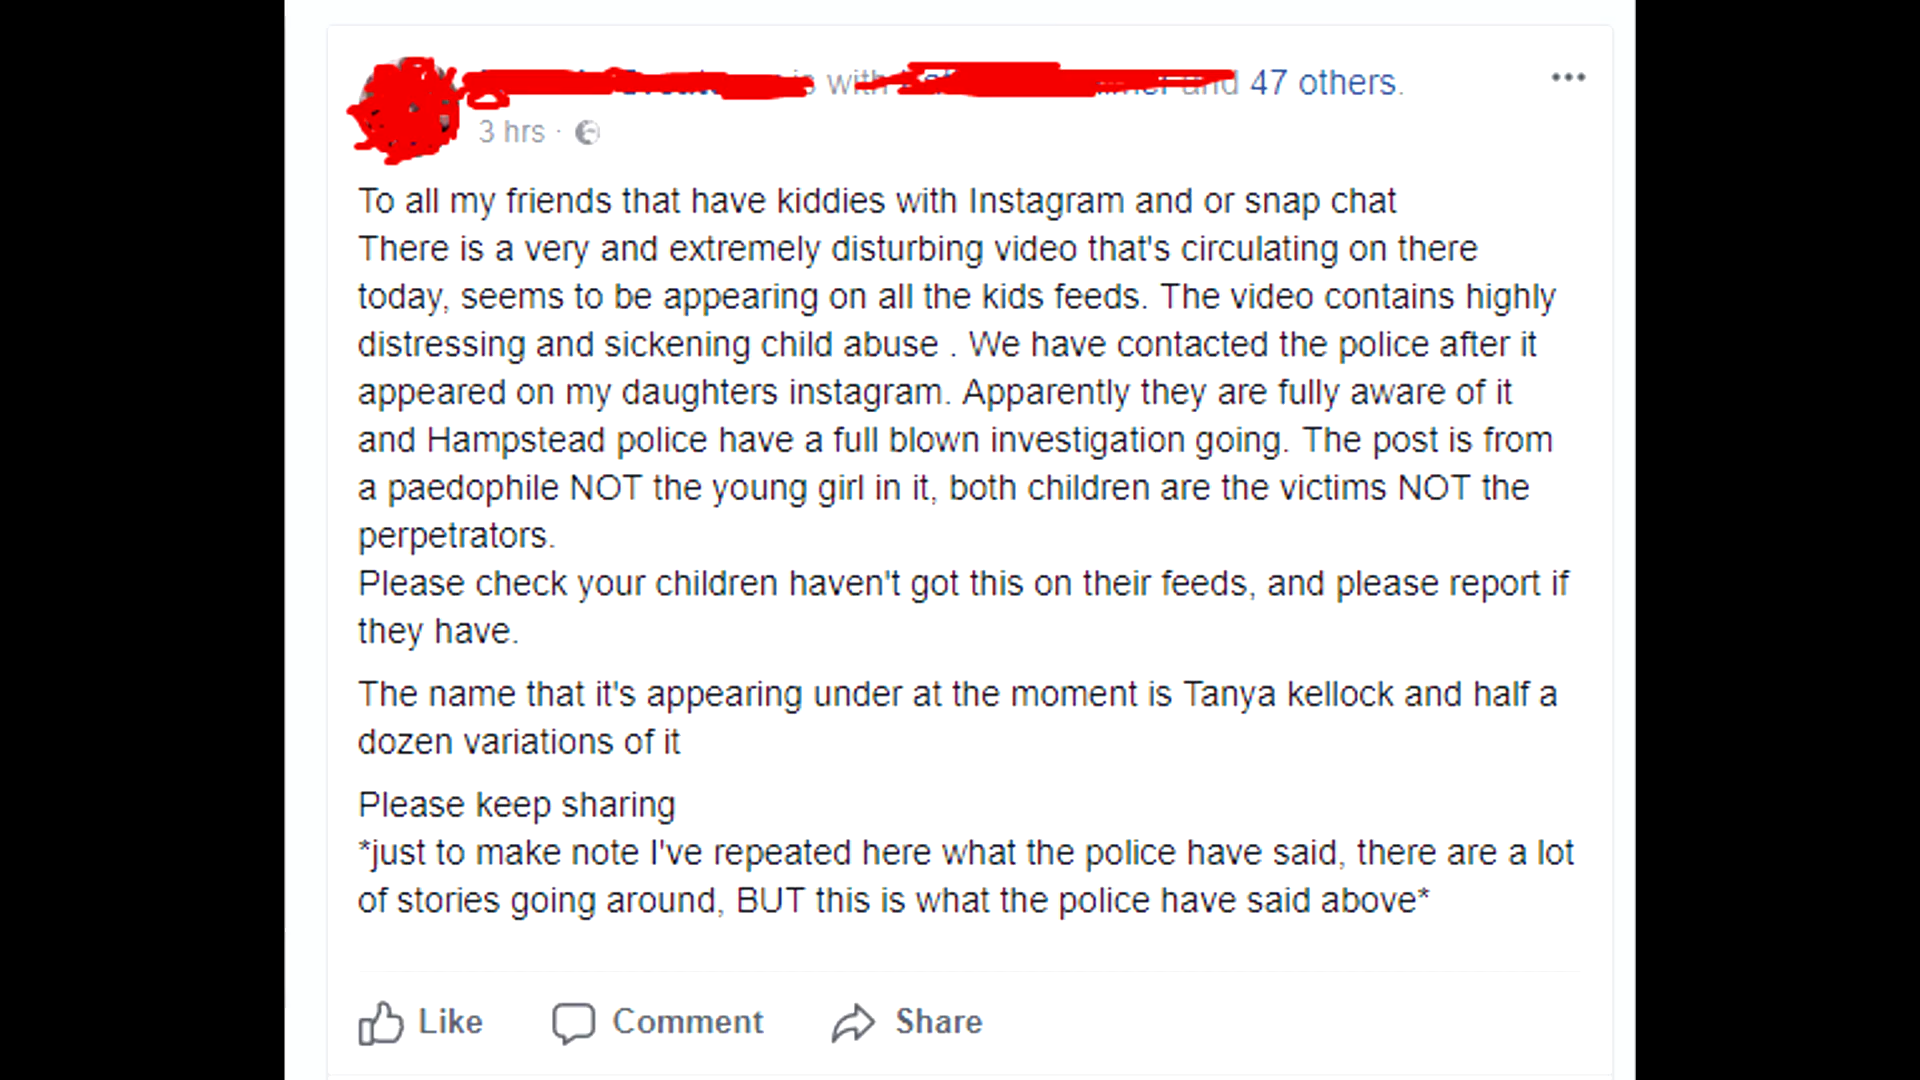 with and 47 others.
3 hrs ·
To all my friends that have kiddies with Instagram and or snap chat
There is a very and extremely disturbing video that's circulating on there
today, seems to be appearing on all the kids feeds. The video contains highly
distressing and sickening child abuse . We have contacted the police after it
appeared on my daughters instagram. Apparently they are fully aware of it
and Hampstead police have a full blown investigation going. The post is from
a paedophile NOT the young girl in it, both children are the victims NOT the
perpetrators.
Please check your children haven't got this on their feeds, and please report if
they have.
The name that it's appearing under at the moment is Tanya kellock and half a
dozen variations of it
Please keep sharing
*just to make note I've repeated here what the police have said, there are a lot
of stories going around, BUT this is what the police have said above*
Like Comment Share